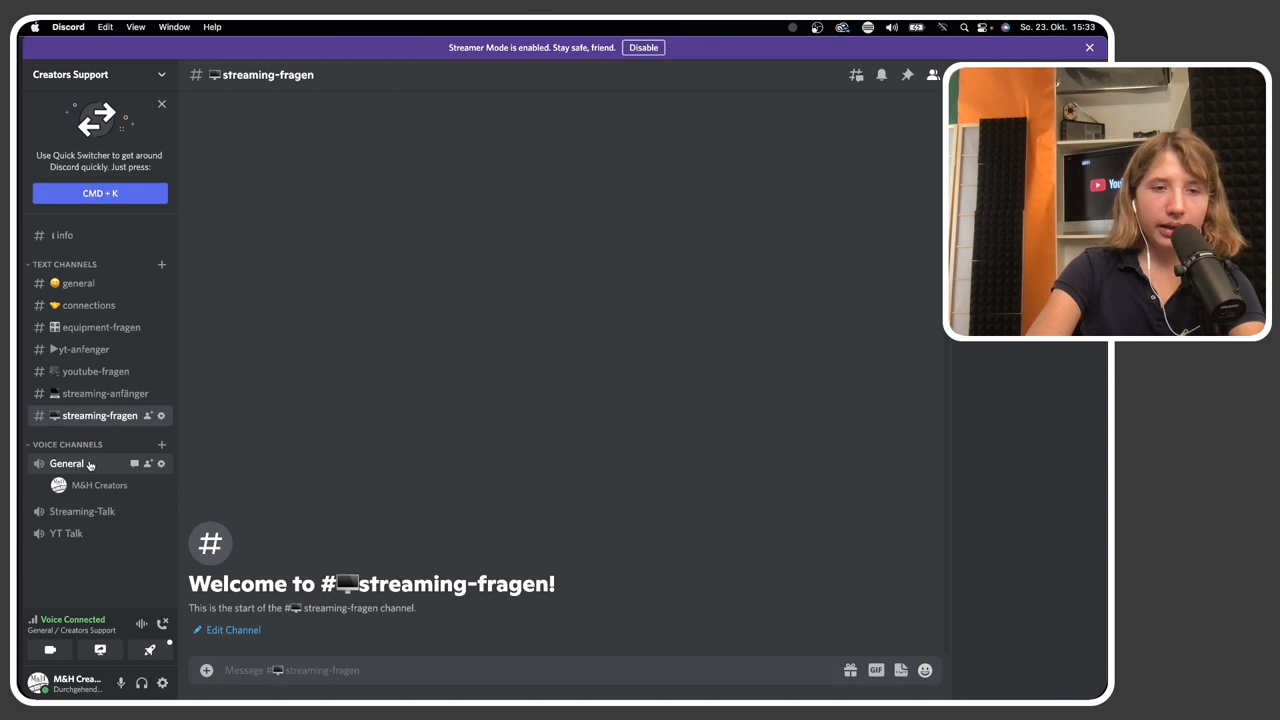 Discord Edit View Window Help So. 23. Okt. 15:33
Streamer Mode is enabled. Stay safe, friend. Disable
Creators Support
# streaming-fragen
Use Quick Switcher to get around
Discord quickly. Just press:
CMD + K
# info
TEXT CHANNELS
# general
# connections
# equipment-fragen
# yt-anfenger
# youtube-fragen
# streaming-anfänger
# streaming-fragen
VOICE CHANNELS
General
M&H Creators
Streaming-Talk
YT Talk
#
Welcome to #streaming-fragen!
This is the start of the #streaming-fragen channel.
Edit Channel
Voice Connected
General / Creators Support
Message #streaming-fragen
GIF
M&H Crea...
Durchgehend...